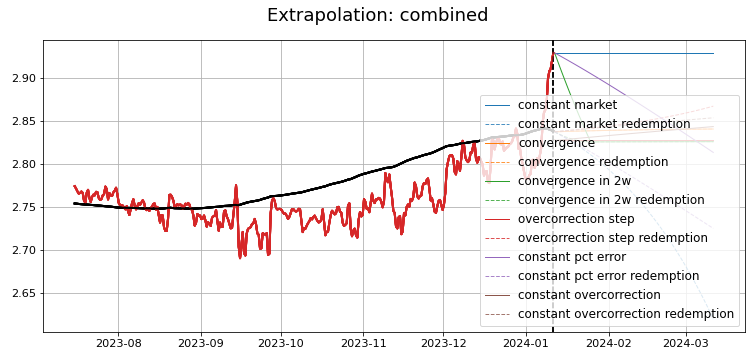 Extrapolation: combined
2.90
2.85
2.80
2.75
2.70
2.65
constant market
constant market redemption
convergence
convergence redemption
convergence in 2w
convergence in 2w redemption
overcorrection step
overcorrection step redemption
constant pct error
constant pct error redemption
constant overcorrection
constant overcorrection redemption
2023-08 2023-09 2023-10 2023-11 2023-12 2024-01 2024-02 2024-03